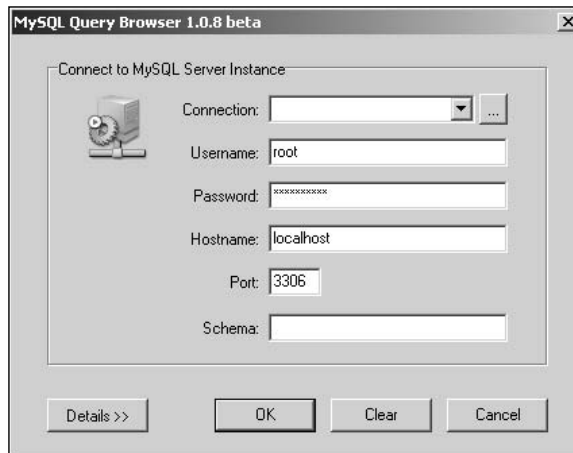 MySQL Query Browser 1.0.8 beta
Connect to MySQL Server Instance
Connection:
...
Username: root
Password: **********
Hostname: localhost
Port: 3306
Schema:
Details >> OK Clear Cancel